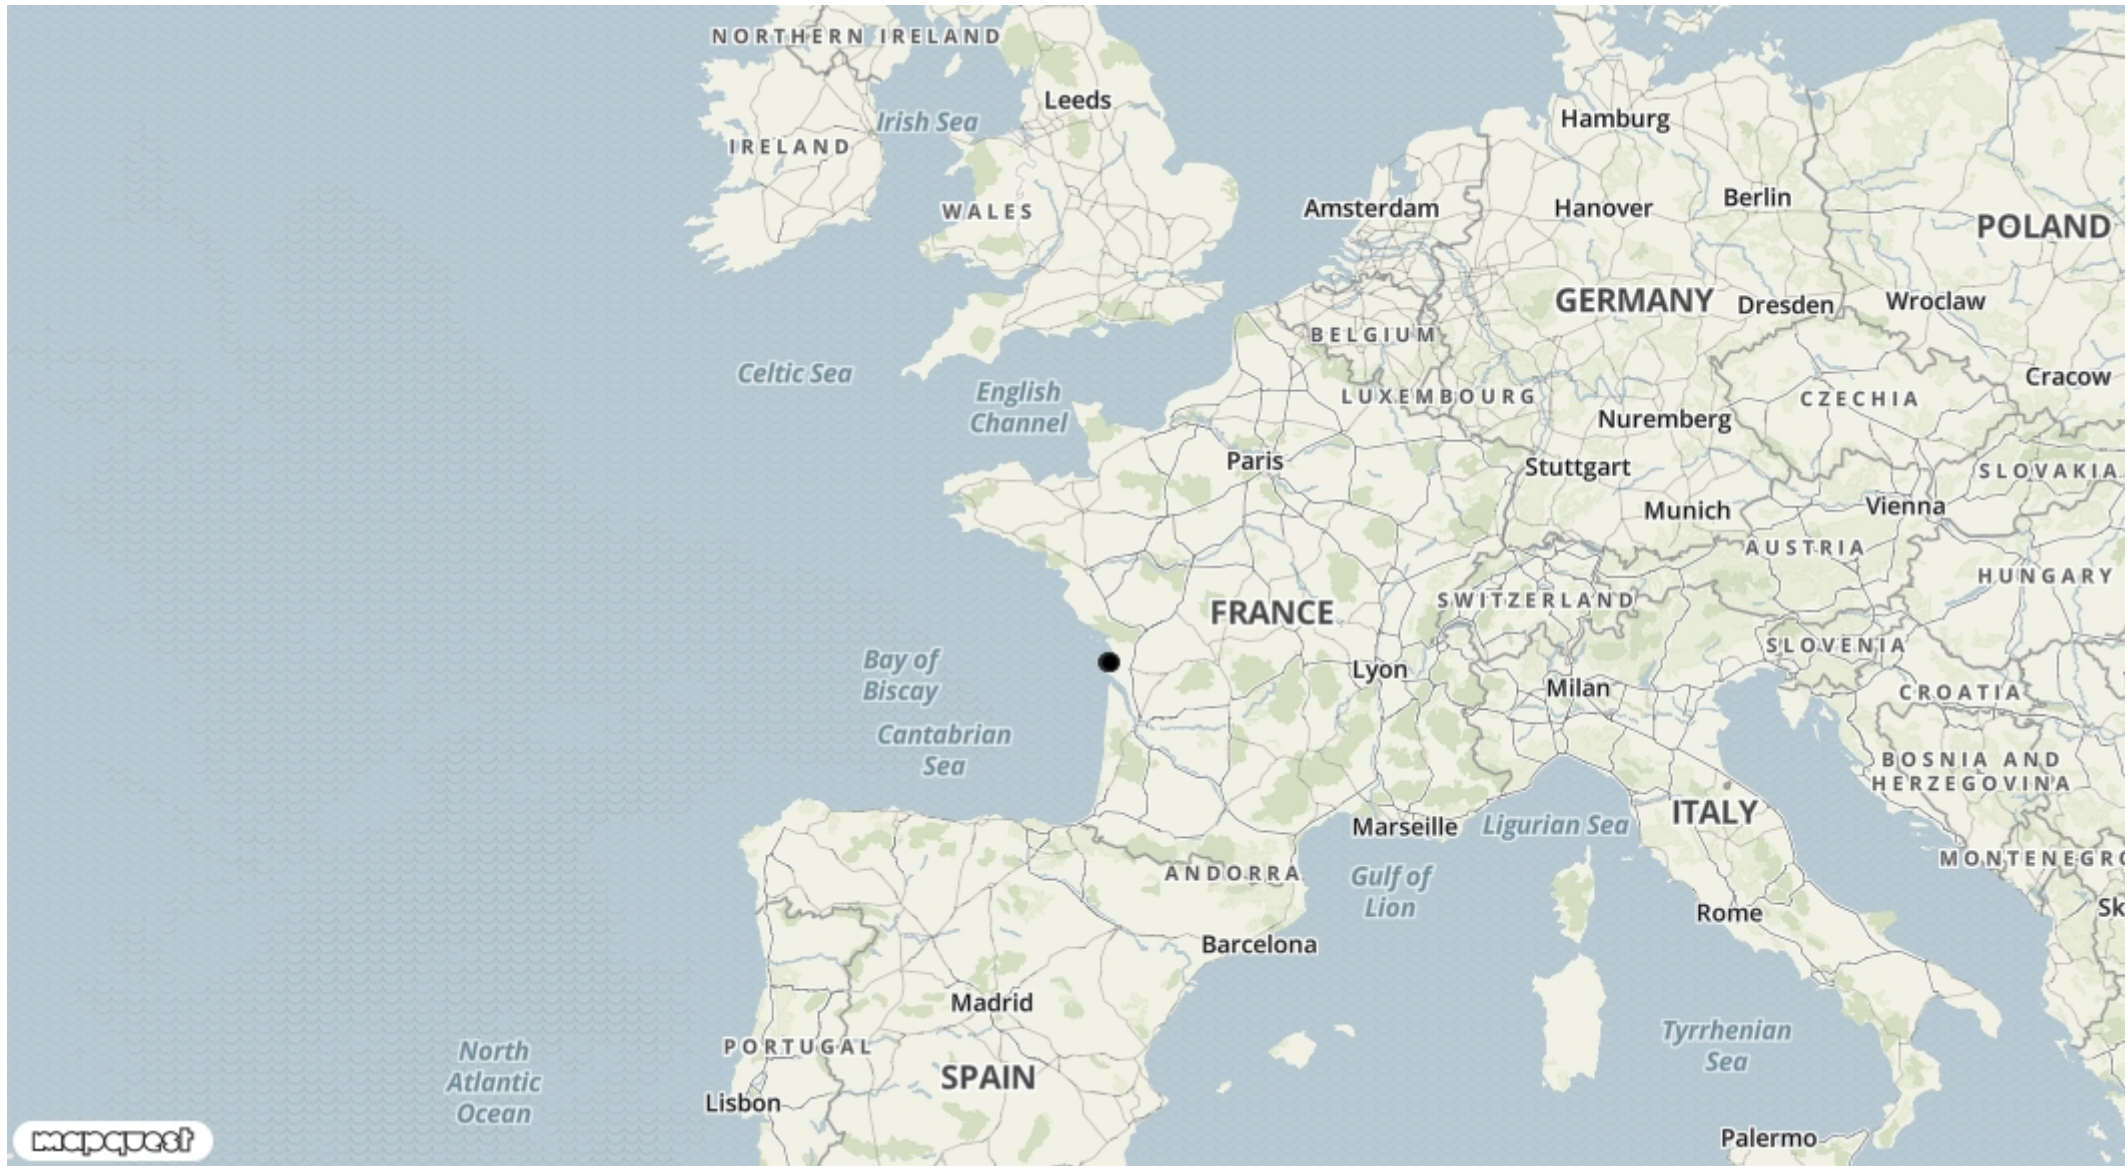 NORTHERN IRELAND
Leeds
Irish Sea
IRELAND
Hamburg
WALES
Amsterdam
Hanover
Berlin
POLAND
GERMANY
Dresden
Wroclaw
BELGIUM
Celtic Sea
English
Channel
LUXEMBOURG
Cracow
CZECHIA
Nuremberg
Paris
Stuttgart
SLOVAKIA
Munich
Vienna
AUSTRIA
HUNGARY
SWITZERLAND
FRANCE
SLOVENIA
Bay of
Biscay
Lyon
Milan
CROATIA
Cantabrian
Sea
BOSNIA AND
HERZEGOVINA
ITALY
Marseille
Ligurian Sea
MONTENEGRO
ANDORRA
Gulf of
Lion
Sk
Rome
Barcelona
Madrid
Tyrrhenian
Sea
PORTUGAL
North
Atlantic
Ocean
SPAIN
Lisbon
Palermo
mapquest